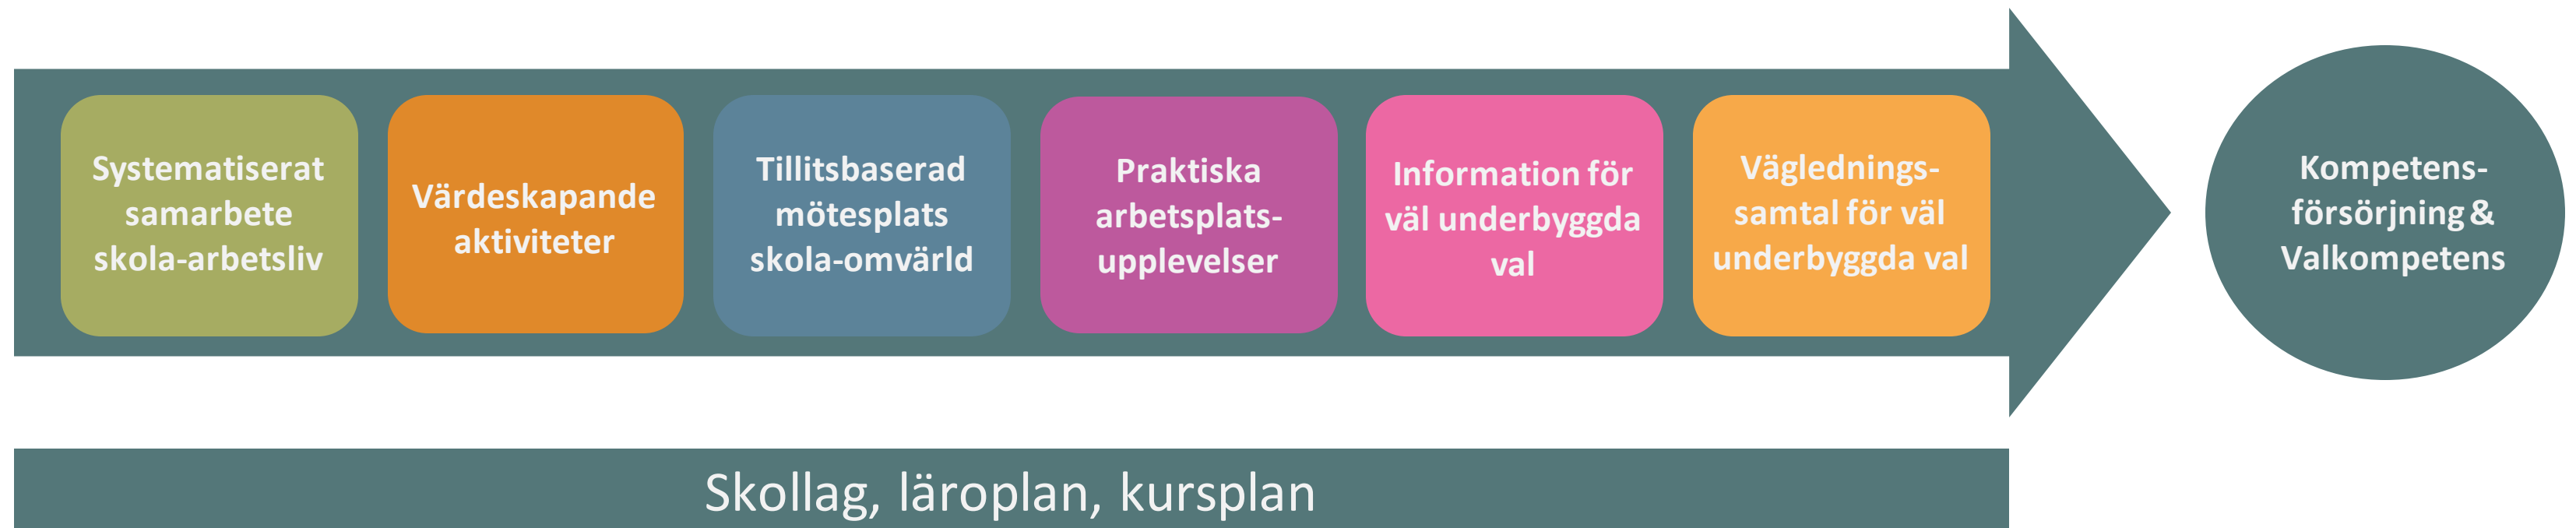 Systematiserat
samarbete
skola-arbetsliv
Värdeskapande
aktiviteter
Tillitsbaserad
mötesplats
skola-omvärld
Praktiska
arbetsplats-
upplevelser
Information för
väl underbyggda
val
Väglednings-
samtal för väl
underbyggda val
Kompetens-
försörjning &
Valkompetens
Skollag, läroplan, kursplan